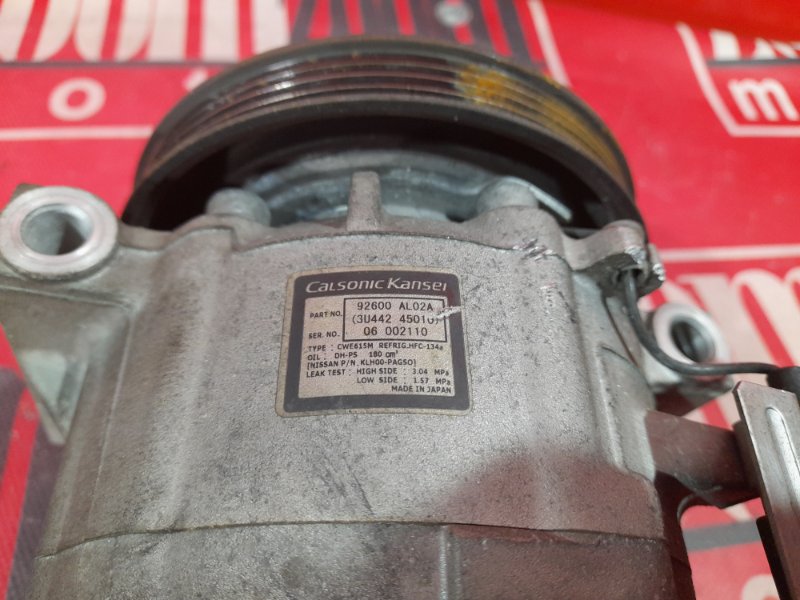 CALSONIC KANSEI
PART NO. 92600 AL02A
(3U442 45010)
SER NO. 06 002110
TYPE : CWE615M REFRIG.HFC-134a
OIL : DH-PS 180 cm³
[NISSAN P/N. KLH00-PAGS0]
LEAK TEST : HIGH SIDE : 3.04 MPa
LOW SIDE : 1.57 MPa
MADE IN JAPAN